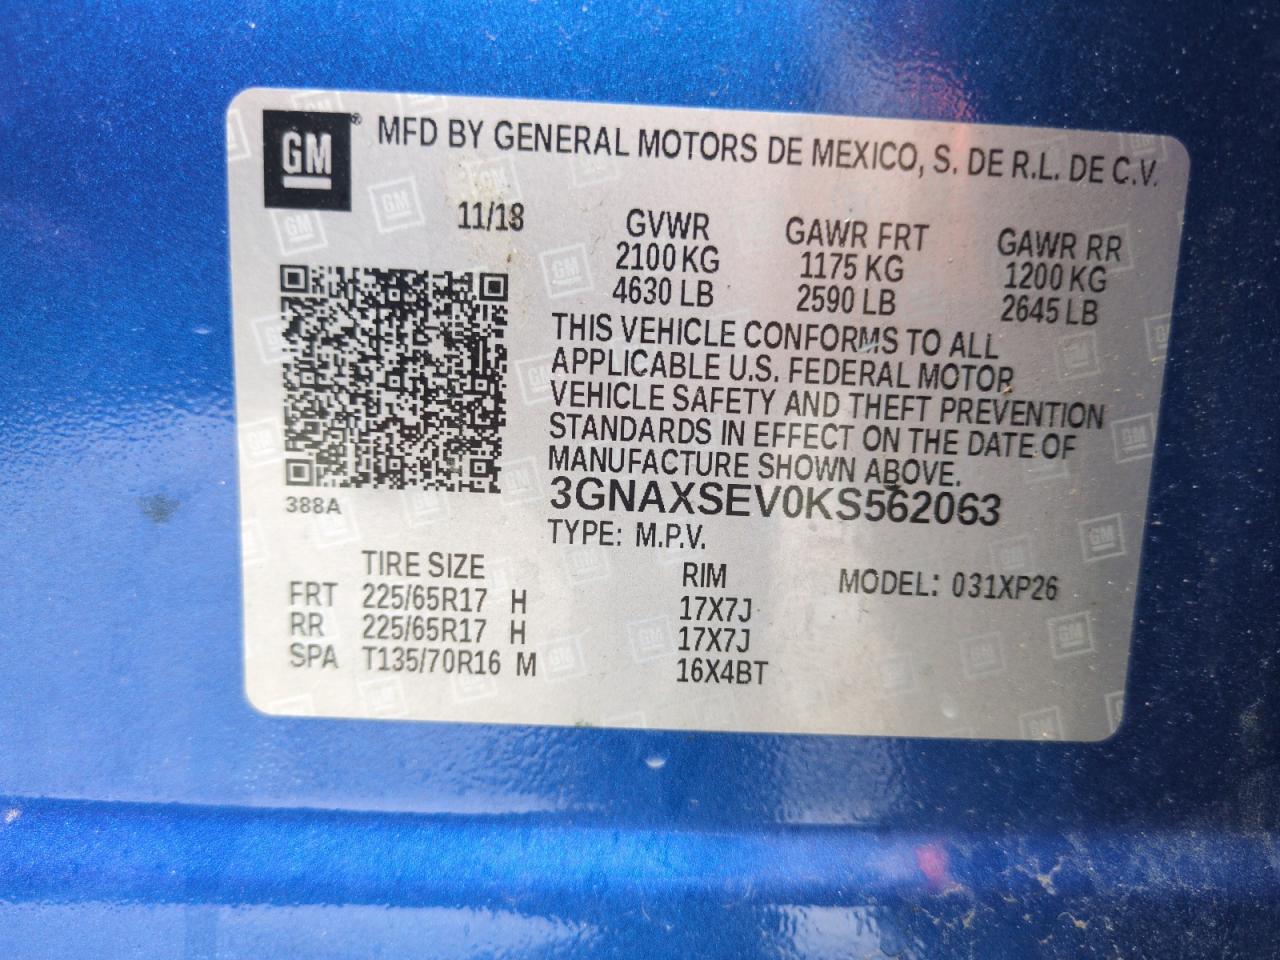 GM® MFD BY GENERAL MOTORS DE MEXICO, S. DE R.L. DE C.V.
11/18 GVWR GAWR FRT GAWR RR
2100 KG 1175 KG 1200 KG
4630 LB 2590 LB 2645 LB
THIS VEHICLE CONFORMS TO ALL
APPLICABLE U.S. FEDERAL MOTOR
VEHICLE SAFETY AND THEFT PREVENTION
STANDARDS IN EFFECT ON THE DATE OF
MANUFACTURE SHOWN ABOVE.
388A
3GNAXSEV0KS562063
TYPE: M.P.V.
TIRE SIZE RIM MODEL: 031XP26
FRT 225/65R17 H 17X7J
RR 225/65R17 H 17X7J
SPA T135/70R16 M 16X4BT